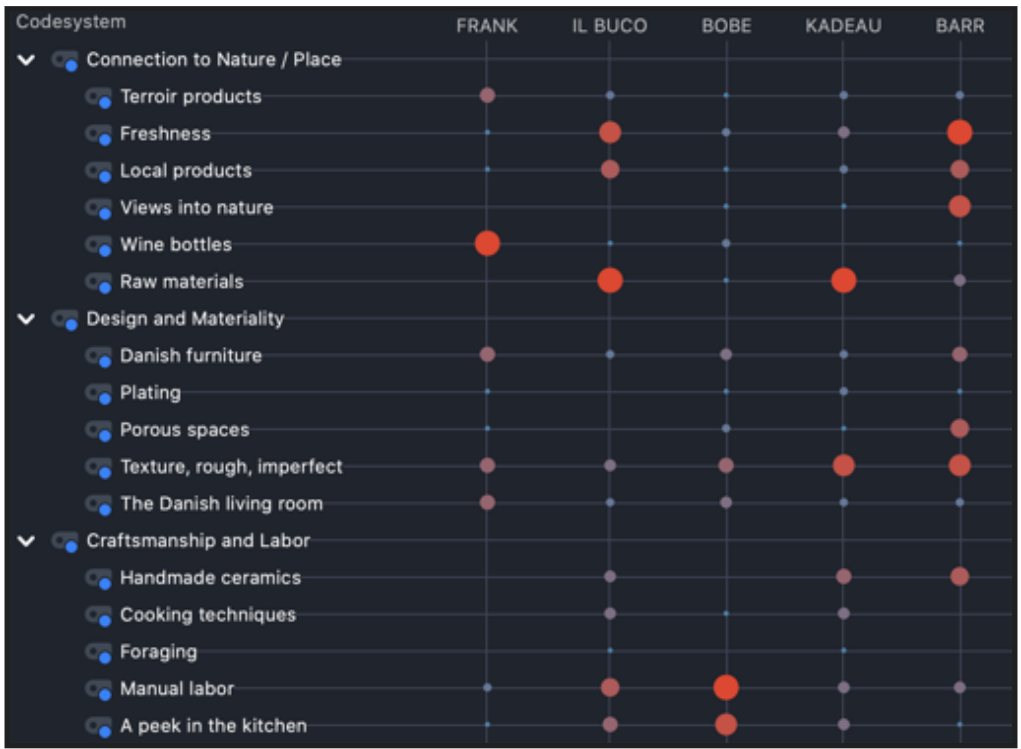 Codesystem FRANK IL BUCO BOBE KADEAU BARR
Connection to Nature / Place
Terroir products
Freshness
Local products
Views into nature
Wine bottles
Raw materials
Design and Materiality
Danish furniture
Plating
Porous spaces
Texture, rough, imperfect
The Danish living room
Craftsmanship and Labor
Handmade ceramics
Cooking techniques
Foraging
Manual labor
A peek in the kitchen